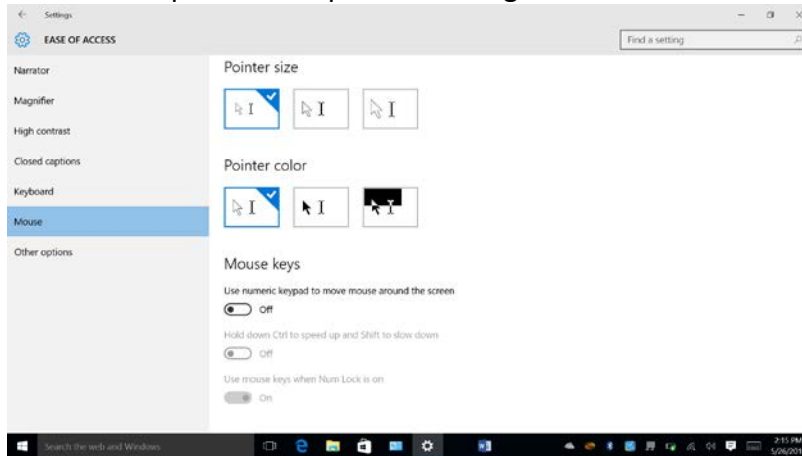 Settings
EASE OF ACCESS
Find a setting
Narrator
Magnifier
High contrast
Closed captions
Keyboard
Mouse
Other options
Pointer size
Pointer color
Mouse keys
Use numeric keypad to move mouse around the screen
Off
Hold down Ctrl to speed up and Shift to slow down
Off
Use mouse keys when Num Lock is on
On
Search the web and Windows
2:15 PM
5/26/201